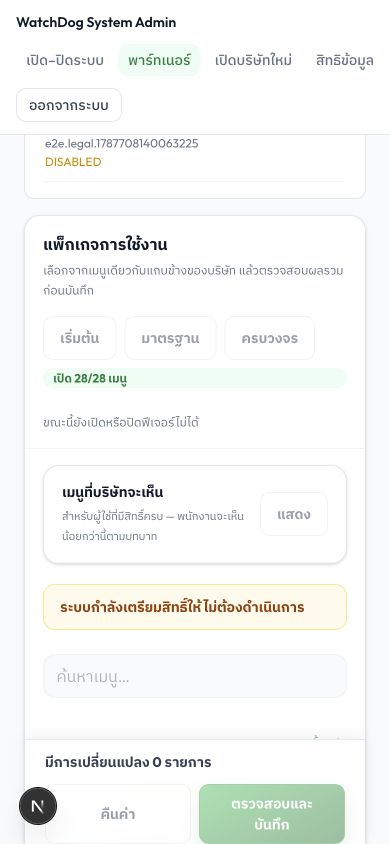 WatchDog System Admin
เปิด-ปิดระบบ พาร์ทเนอร์ เปิดบริษัทใหม่ สิทธิข้อมูล
ออกจากระบบ
e2e.legal.1787708140063225
DISABLED
แพ็กเกจการใช้งาน
เลือกจากเมนูเดียวกับแถบข้างของบริษัท แล้วตรวจสอบผลรวม
ก่อนบันทึก
เริ่มต้น มาตรฐาน ครบวงจร
เปิด 28/28 เมนู
ขณะนี้ยังเปิดหรือปิดฟีเจอร์ไม่ได้
เมนูที่บริษัทจะเห็น
สำหรับผู้ใช้ที่มีสิทธิ์ครบ — พนักงานจะเห็น
น้อยกว่านี้ตามบทบาท
แสดง
ระบบกำลังเตรียมสิทธิ์ให้ ไม่ต้องดำเนินการ
ค้นหาเมนู...
มีการเปลี่ยนแปลง 0 รายการ
N
คืนค่า
ตรวจสอบและ
บันทึก